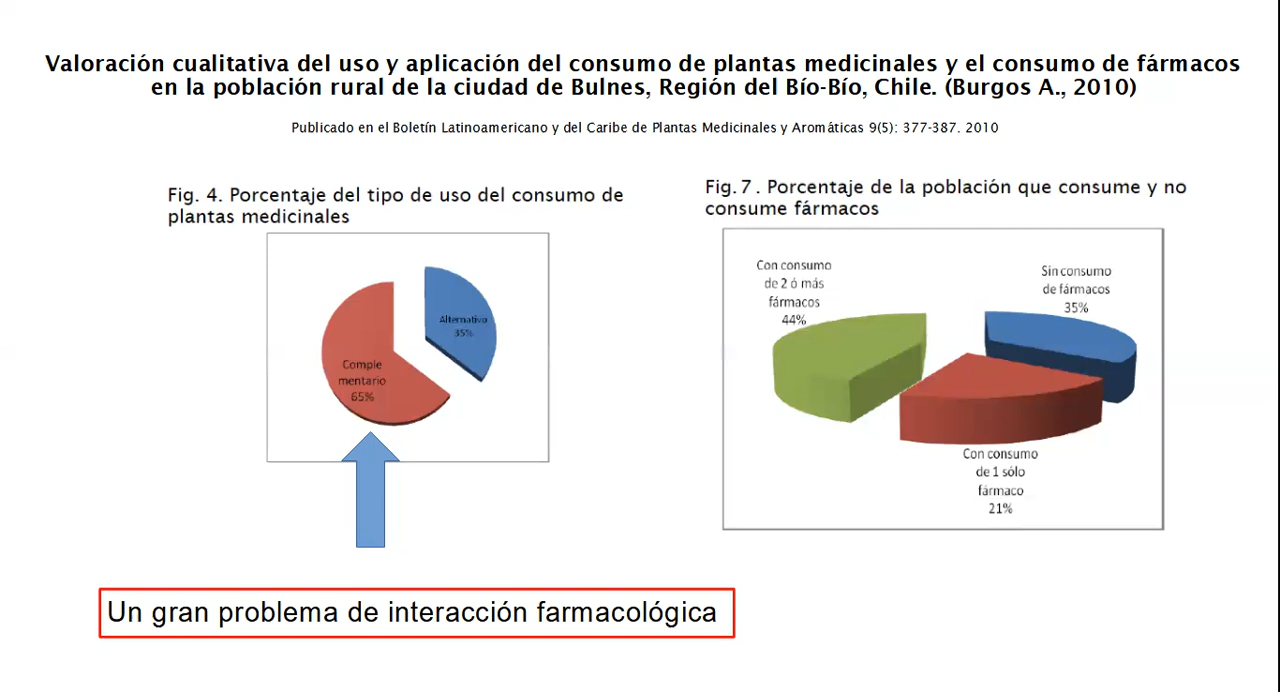 Valoración cualitativa del uso y aplicación del consumo de plantas medicinales y el consumo de fármacos
en la población rural de la ciudad de Bulnes, Región del Bío-Bío, Chile. (Burgos A., 2010)
Publicado en el Boletín Latinoamericano y del Caribe de Plantas Medicinales y Aromáticas 9(5): 377-387. 2010
Fig. 4. Porcentaje del tipo de uso del consumo de
plantas medicinales
Alternativo
35%
Comple
mentario
65%
Fig. 7 . Porcentaje de la población que consume y no
consume fármacos
Con consumo
de 2 ó más
fármacos
44%
Sin consumo
de fármacos
35%
Con consumo
de 1 sólo
fármaco
21%
Un gran problema de interacción farmacológica